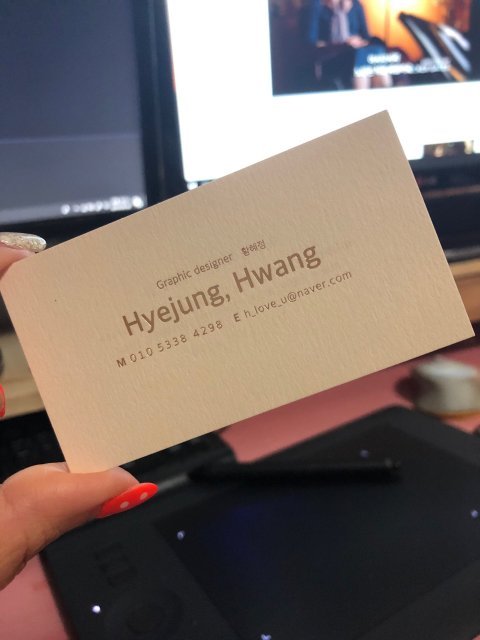 Graphic designer 황혜정
Hyejung, Hwang
M 010 5338 4298 E h_love_u@naver.com